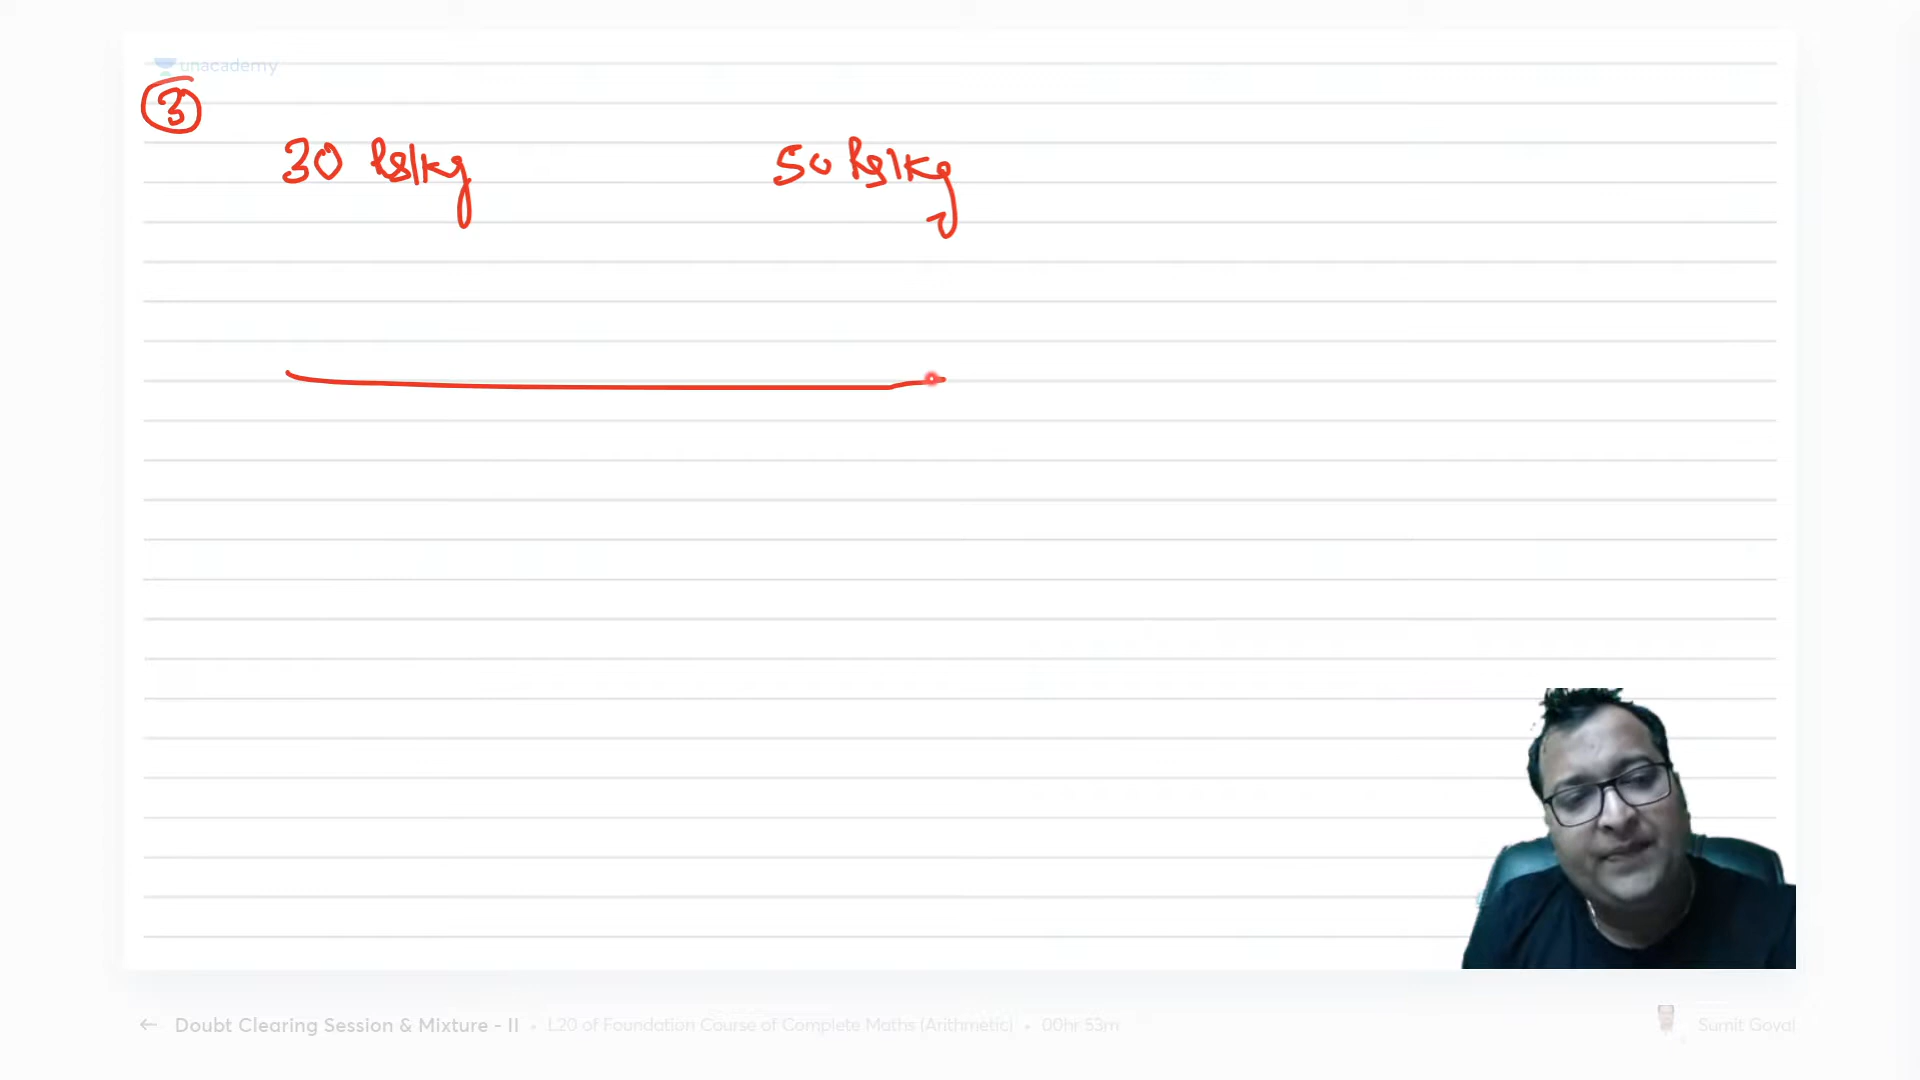 unacademy
3
30 Rs/kg 50 Rs/kg
← Doubt Clearing Session & Mixture - II • L20 of Foundation Course of Complete Maths (Arithmetic) • 00hr 53m Sumit Goyal